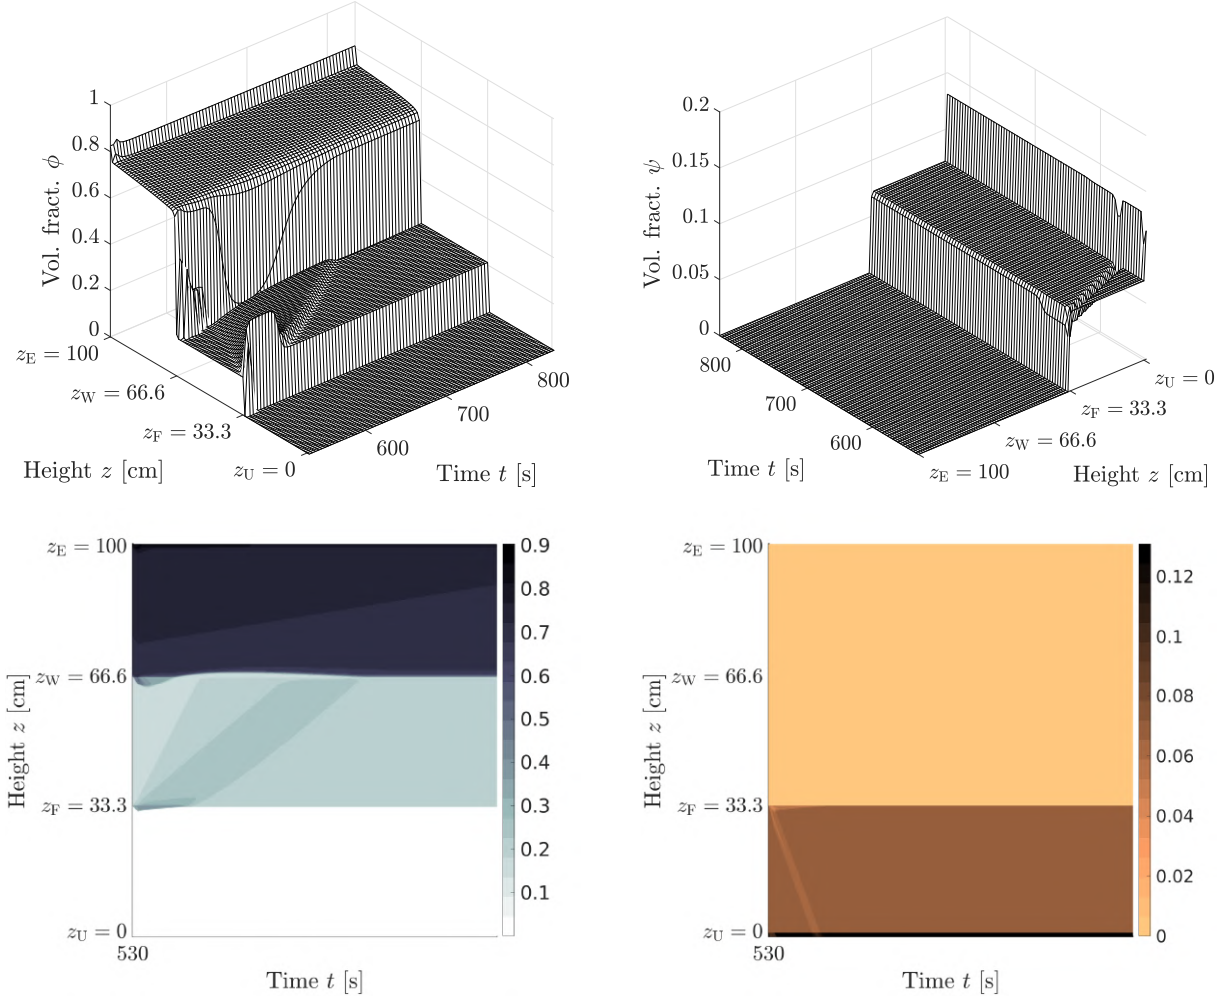 1
0.8
0.6
0.4
0.2
0
Vol. fract. ϕ
z_E = 100
z_W = 66.6
z_F = 33.3
z_U = 0
Height z [cm]
600
700
800
Time t [s]
0.2
0.15
0.1
0.05
0
Vol. fract. ψ
800
700
600
Time t [s]
z_U = 0
z_F = 33.3
z_W = 66.6
z_E = 100
Height z [cm]
z_E = 100
z_W = 66.6
z_F = 33.3
z_U = 0
Height z [cm]
530
Time t [s]
0.9
0.8
0.7
0.6
0.5
0.4
0.3
0.2
0.1
z_E = 100
z_W = 66.6
z_F = 33.3
z_U = 0
Height z [cm]
530
Time t [s]
0.12
0.1
0.08
0.06
0.04
0.02
0